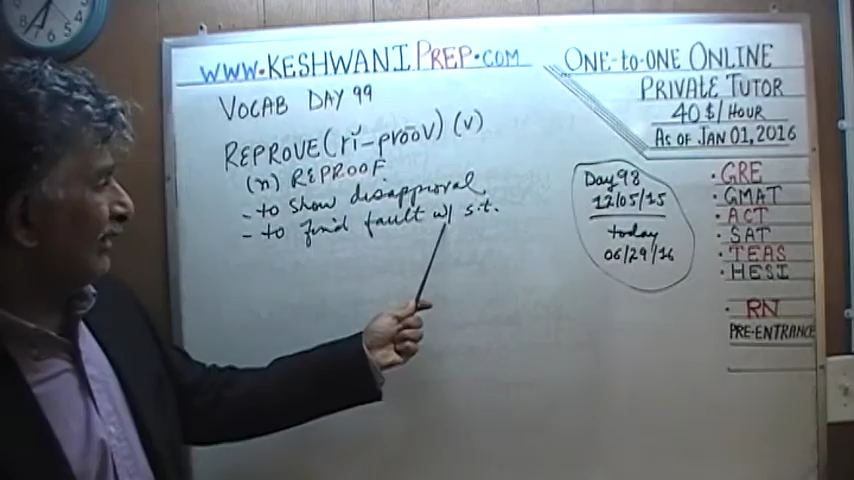 WWW.KESHWANIPREP.COM
VOCAB DAY 99
REPROVE (rĭ-prōōv) (v)
(n) REPROOF
- to show disapproval.
- to find fault w/ s.t.
ONE-to-ONE ONLINE
PRIVATE TUTOR
40 $/HOUR
AS OF JAN 01, 2016
Day 98
12/05/15
today
06/29/16
• GRE
• GMAT
• ACT
• SAT
• TEAS
• HESI
• RN
PRE-ENTRANCE